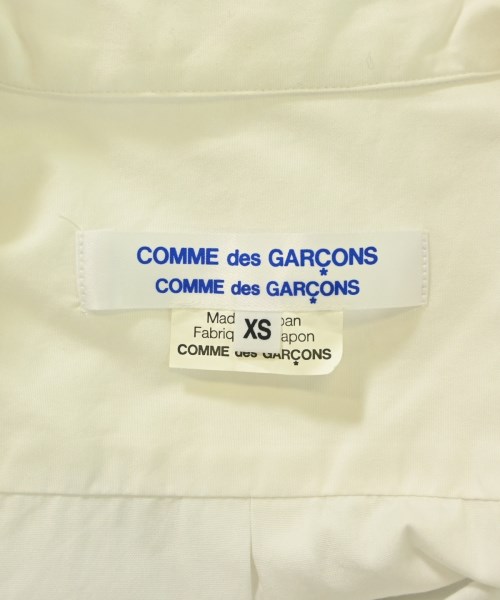 COMME des GARÇONS
COMME des GARÇONS
Mad pan
Fabriq apon
XS
COMME des GARÇONS